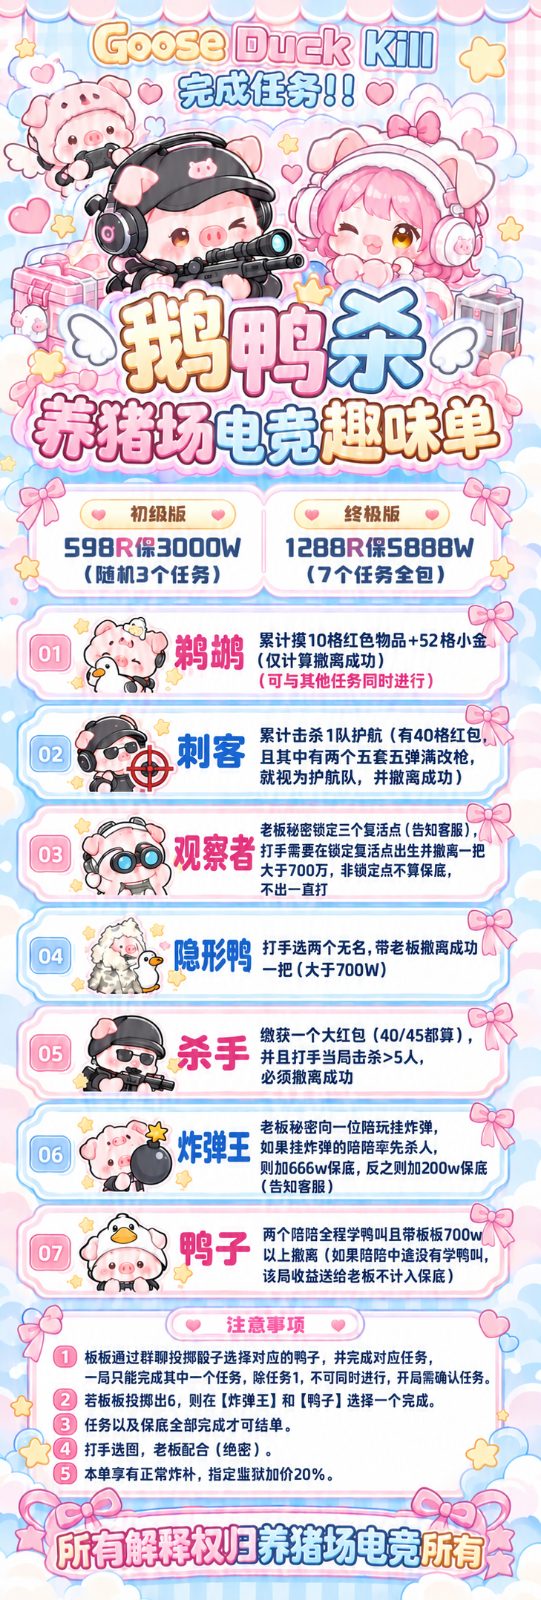 Goose Duck Kill
完成任务!!
鹅鸭杀
养猪场电竞趣味单
初级版
598R保3000W
（随机3个任务）
终极版
1288R保5888W
（7个任务全包）
01
鹈鹕
累计摸10格红色物品+52格小金
（仅计算撤离成功）
（可与其他任务同时进行）
02
刺客
累计击杀1队护航（有40格红包，
且其中有两个五套五弹满改枪，
就视为护航队，并撤离成功）
03
观察者
老板秘密锁定三个复活点（告知客服），
打手需要在锁定复活点出生并撤离一把
大于700万，非锁定点不算保底，
不出一直打
04
隐形鸭
打手选两个无名，带老板撤离成功
一把（大于700W）
05
杀手
缴获一个大红包（40/45都算），
并且打手当局击杀>5人，
必须撤离成功
06
炸弹王
老板秘密向一位陪玩挂炸弹，
如果挂炸弹的陪陪率先杀人，
则加666w保底，反之则加200w保底
（告知客服）
07
鸭子
两个陪陪全程学鸭叫且带板板700w
以上撤离（如果陪陪中途没有学鸭叫，
该局收益送给老板不计入保底）
注意事项
1 板板通过群聊投掷骰子选择对应的鸭子，并完成对应任务，
一局只能完成其中一个任务，除任务1，不可同时进行，开局需确认任务。
2 若板板投掷出6，则在【炸弹王】和【鸭子】选择一个完成。
3 任务以及保底全部完成才可结单。
4 打手选图，老板配合（绝密）。
5 本单享有正常炸补，指定监狱加价20%。
所有解释权归养猪场电竞所有